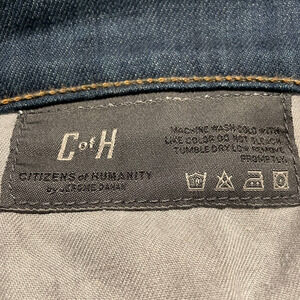 CofH
CITIZENS of HUMANITY
by JEROME DAHAN
MACHINE WASH COLD WITH
LIKE COLOR DO NOT BLEACH
TUMBLE DRY LOW REMOVE
PROMPTLY.